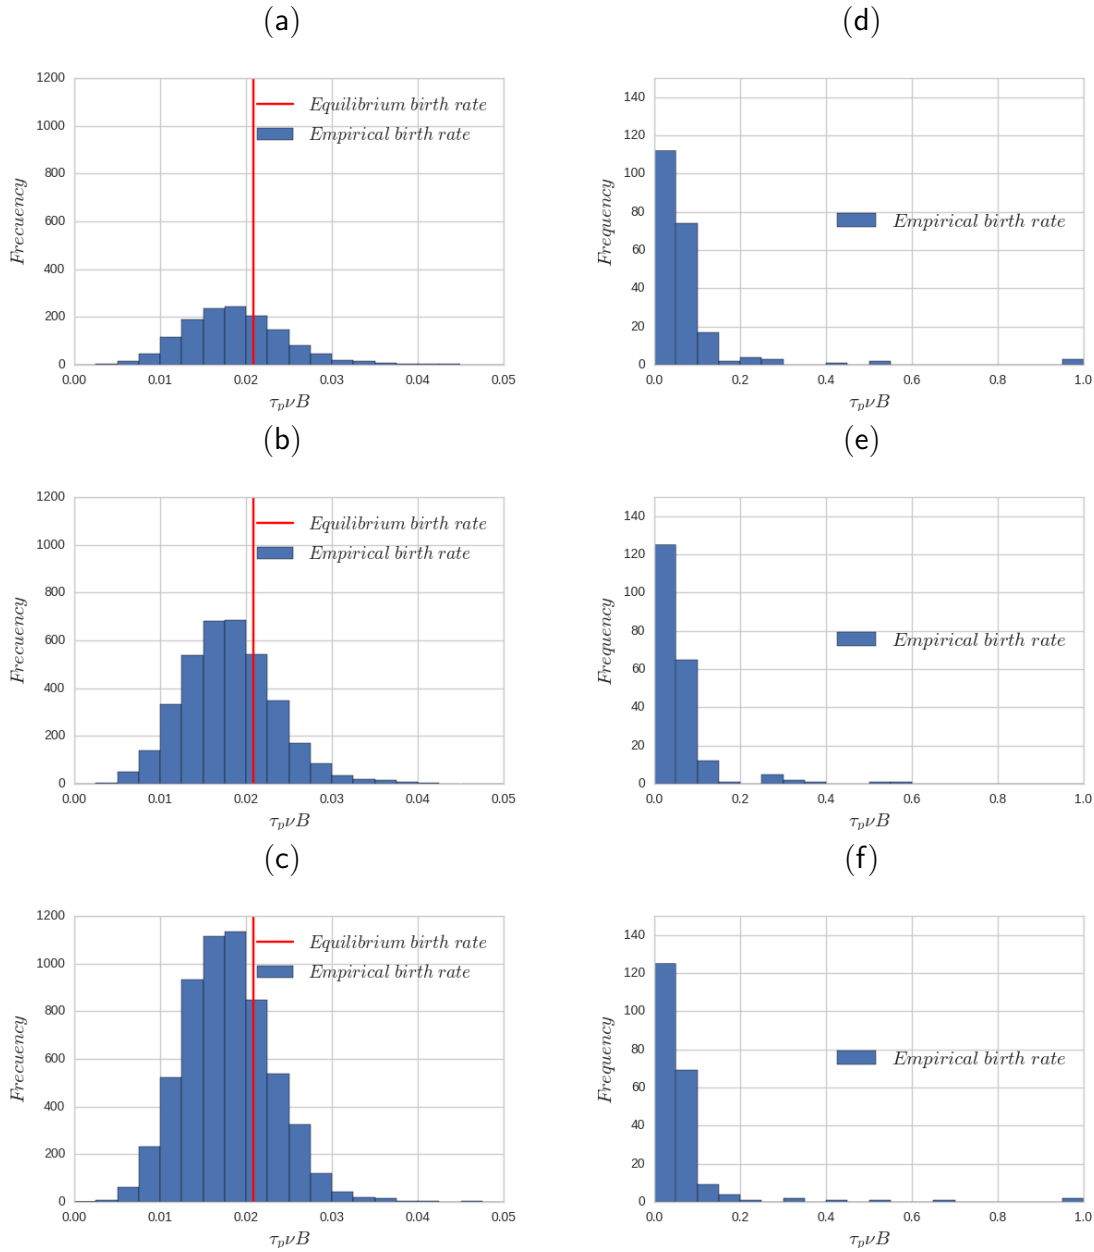 (a)
1200
1000
800
600
400
200
0
Frecuency
Equilibrium birth rate
Empirical birth rate
0.00 0.01 0.02 0.03 0.04 0.05
τ_pνB
(d)
140
120
100
80
60
40
20
0
Frequency
Empirical birth rate
0.0 0.2 0.4 0.6 0.8 1.0
τ_pνB
(b)
1200
1000
800
600
400
200
0
Frecuency
Equilibrium birth rate
Empirical birth rate
0.00 0.01 0.02 0.03 0.04 0.05
τ_pνB
(e)
140
120
100
80
60
40
20
0
Frequency
Empirical birth rate
0.0 0.2 0.4 0.6 0.8 1.0
τ_pνB
(c)
1200
1000
800
600
400
200
0
Frecuency
Equilibrium birth rate
Empirical birth rate
0.00 0.01 0.02 0.03 0.04 0.05
τ_pνB
(f)
140
120
100
80
60
40
20
0
Frequency
Empirical birth rate
0.0 0.2 0.4 0.6 0.8 1.0
τ_pνB